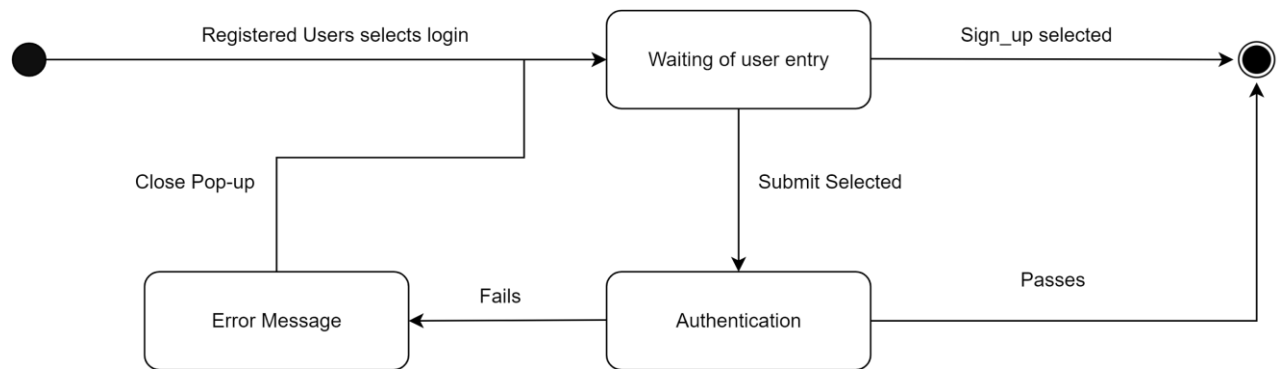 Registered Users selects login
Waiting of user entry
Sign_up selected
Close Pop-up
Submit Selected
Error Message
Fails
Authentication
Passes